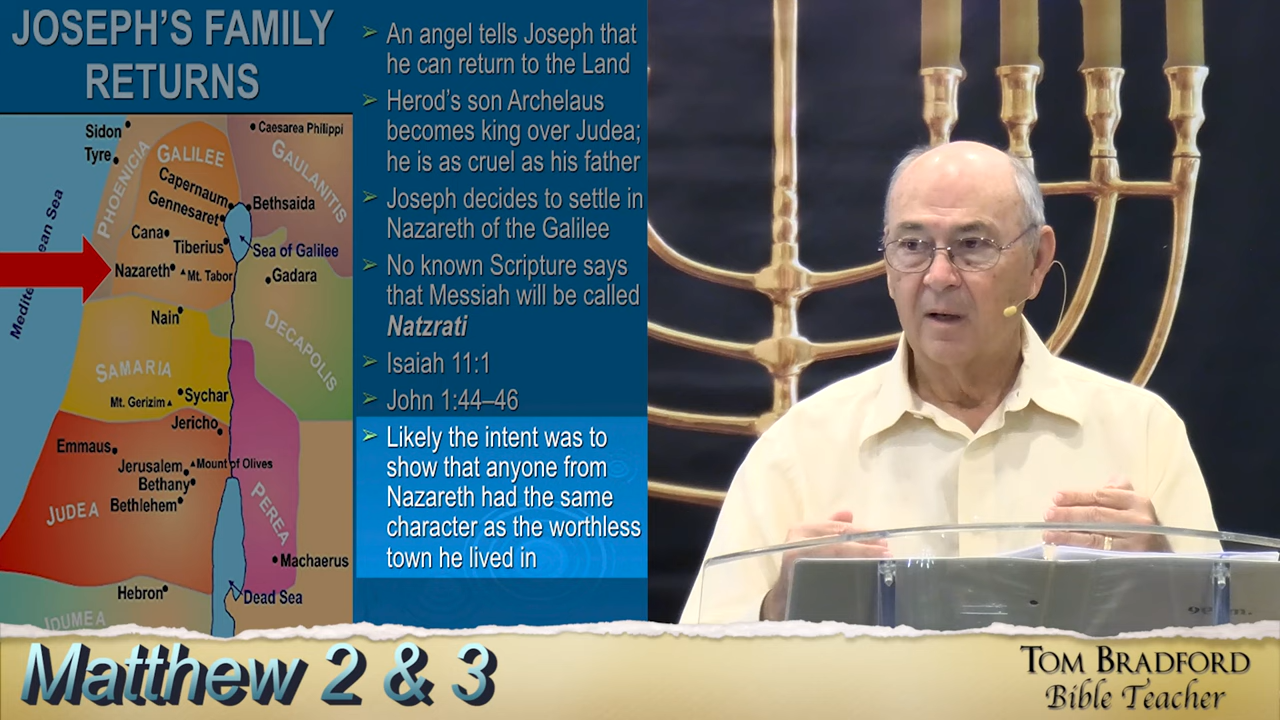 JOSEPH'S FAMILY
RETURNS
Sidon
Tyre
PHOENICIA
GALILEE
Caesarea Philippi
GAULANITIS
Capernaum
Gennesaret
Bethsaida
Cana
Tiberius
Sea of Galilee
Nazareth
Mt. Tabor
Gadara
Nain
DECAPOLIS
SAMARIA
Mt. Gerizim
Sychar
Jericho
Emmaus
Jerusalem
Mount of Olives
Bethany
Bethlehem
JUDEA
PEREA
Machaerus
Hebron
Dead Sea
IDUMEA
An angel tells Joseph that
he can return to the Land
Herod's son Archelaus
becomes king over Judea;
he is as cruel as his father
Joseph decides to settle in
Nazareth of the Galilee
No known Scripture says
that Messiah will be called
Natzrati
Isaiah 11:1
John 1:44–46
Likely the intent was to
show that anyone from
Nazareth had the same
character as the worthless
town he lived in
Matthew 2 & 3
TOM BRADFORD
Bible Teacher